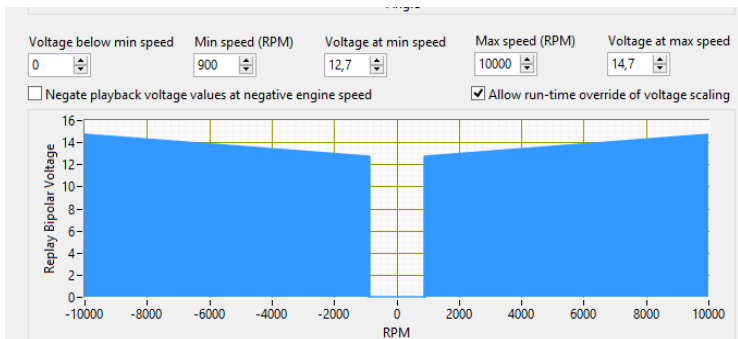 Angle
Voltage below min speed Min speed (RPM) Voltage at min speed Max speed (RPM) Voltage at max speed
0 900 12,7 10000 14,7
Negate playback voltage values at negative engine speed Allow run-time override of voltage scaling
Replay Bipolar Voltage
16
14
12
10
8
6
4
2
0
-10000 -8000 -6000 -4000 -2000 0 2000 4000 6000 8000 10000
RPM